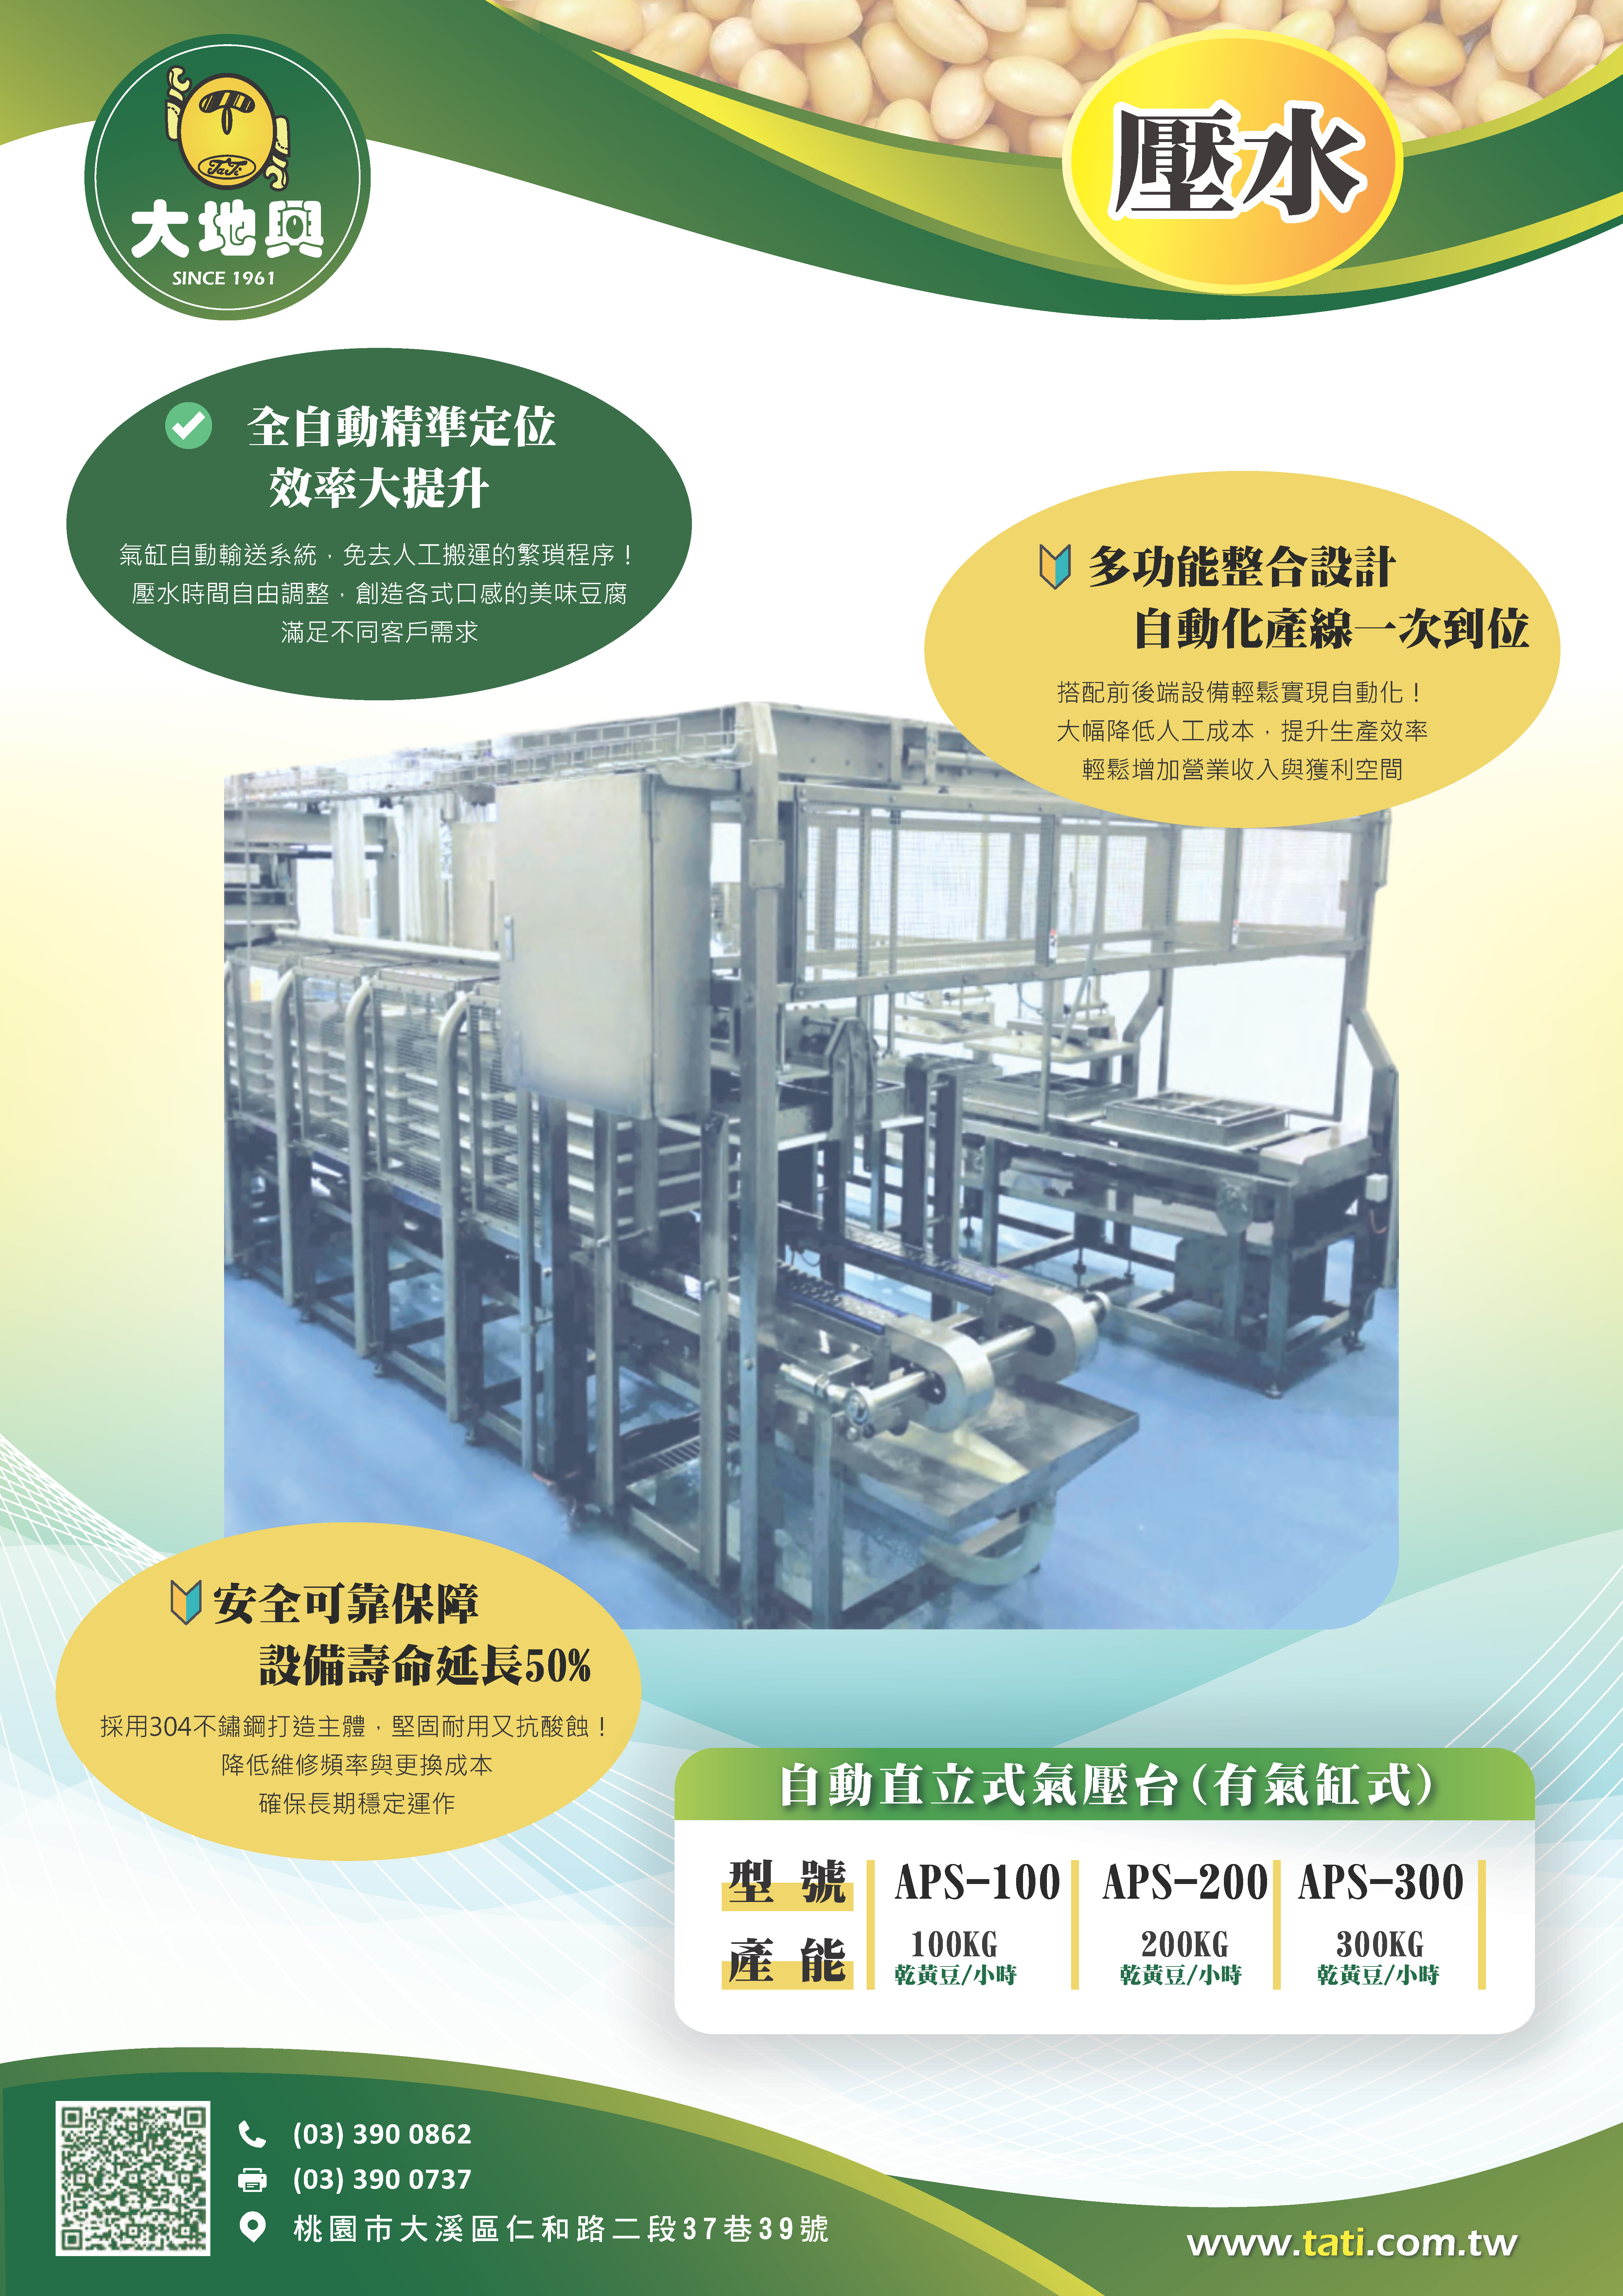 TaTi
大地興
SINCE 1961
壓水
全自動精準定位
效率大提升
氣缸自動輸送系統，免去人工搬運的繁瑣程序！
壓水時間自由調整，創造各式口感的美味豆腐
滿足不同客戶需求
多功能整合設計
自動化產線一次到位
搭配前後端設備輕鬆實現自動化！
大幅降低人工成本，提升生產效率
輕鬆增加營業收入與獲利空間
安全可靠保障
設備壽命延長50%
採用304不鏽鋼打造主體，堅固耐用又抗酸蝕！
降低維修頻率與更換成本
確保長期穩定運作
自動直立式氣壓台(有氣缸式)
型號 APS-100 APS-200 APS-300
產能 100KG 200KG 300KG
乾黃豆/小時 乾黃豆/小時 乾黃豆/小時
(03) 390 0862
(03) 390 0737
桃園市大溪區仁和路二段37巷39號
www.tati.com.tw